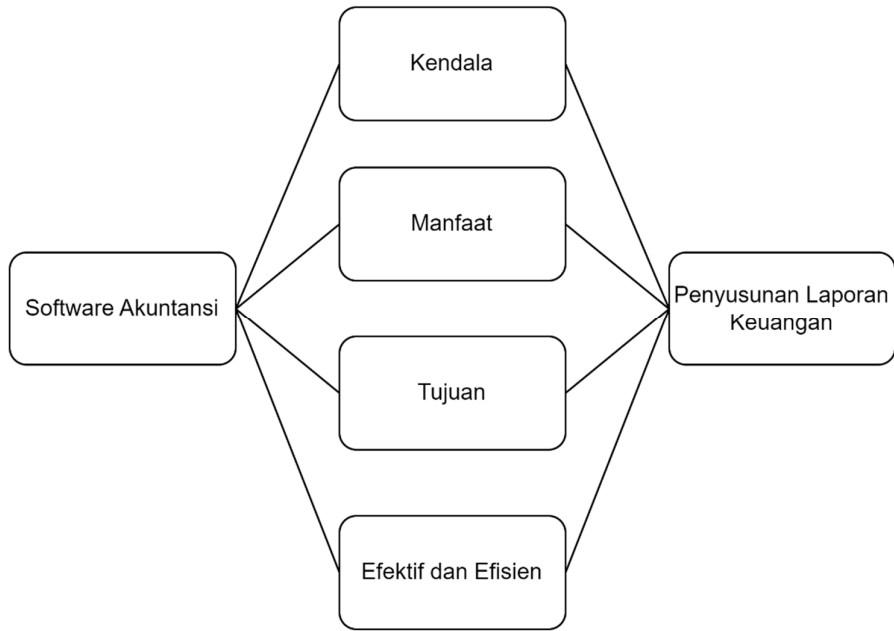 Kendala
Manfaat
Software Akuntansi
Penyusunan Laporan
Keuangan
Tujuan
Efektif dan Efisien